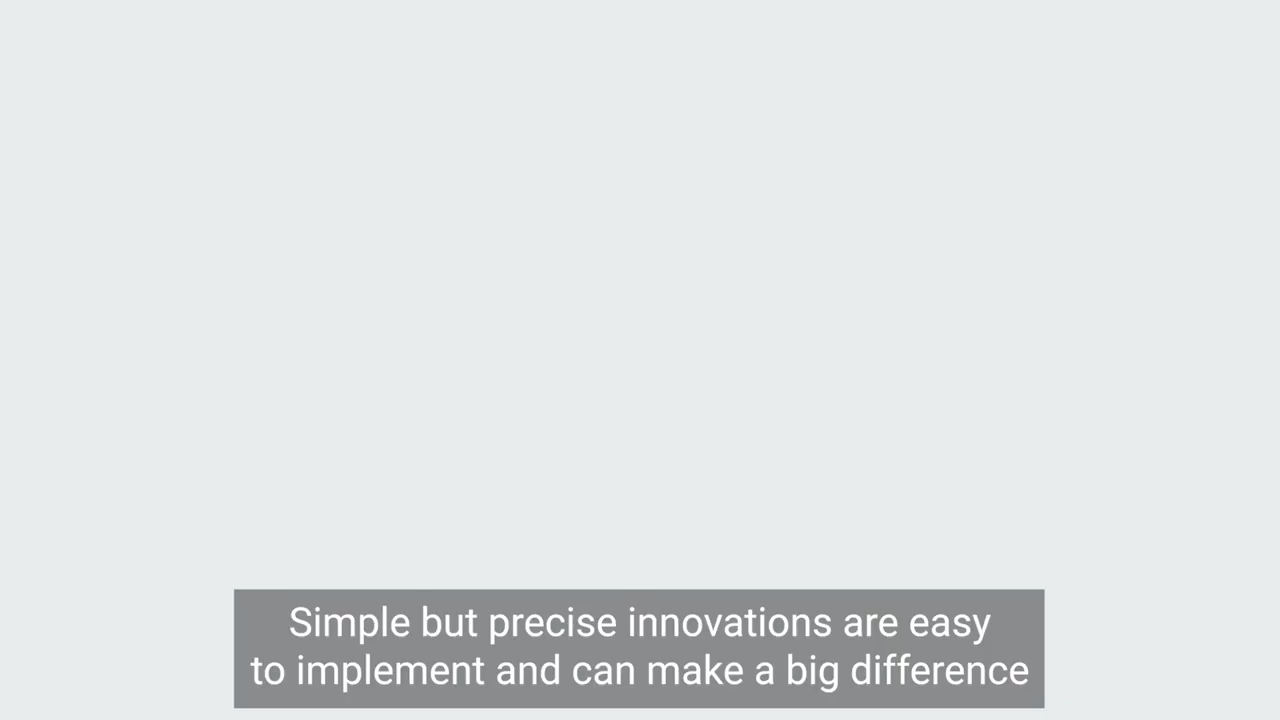 Simple but precise innovations are easy
to implement and can make a big difference